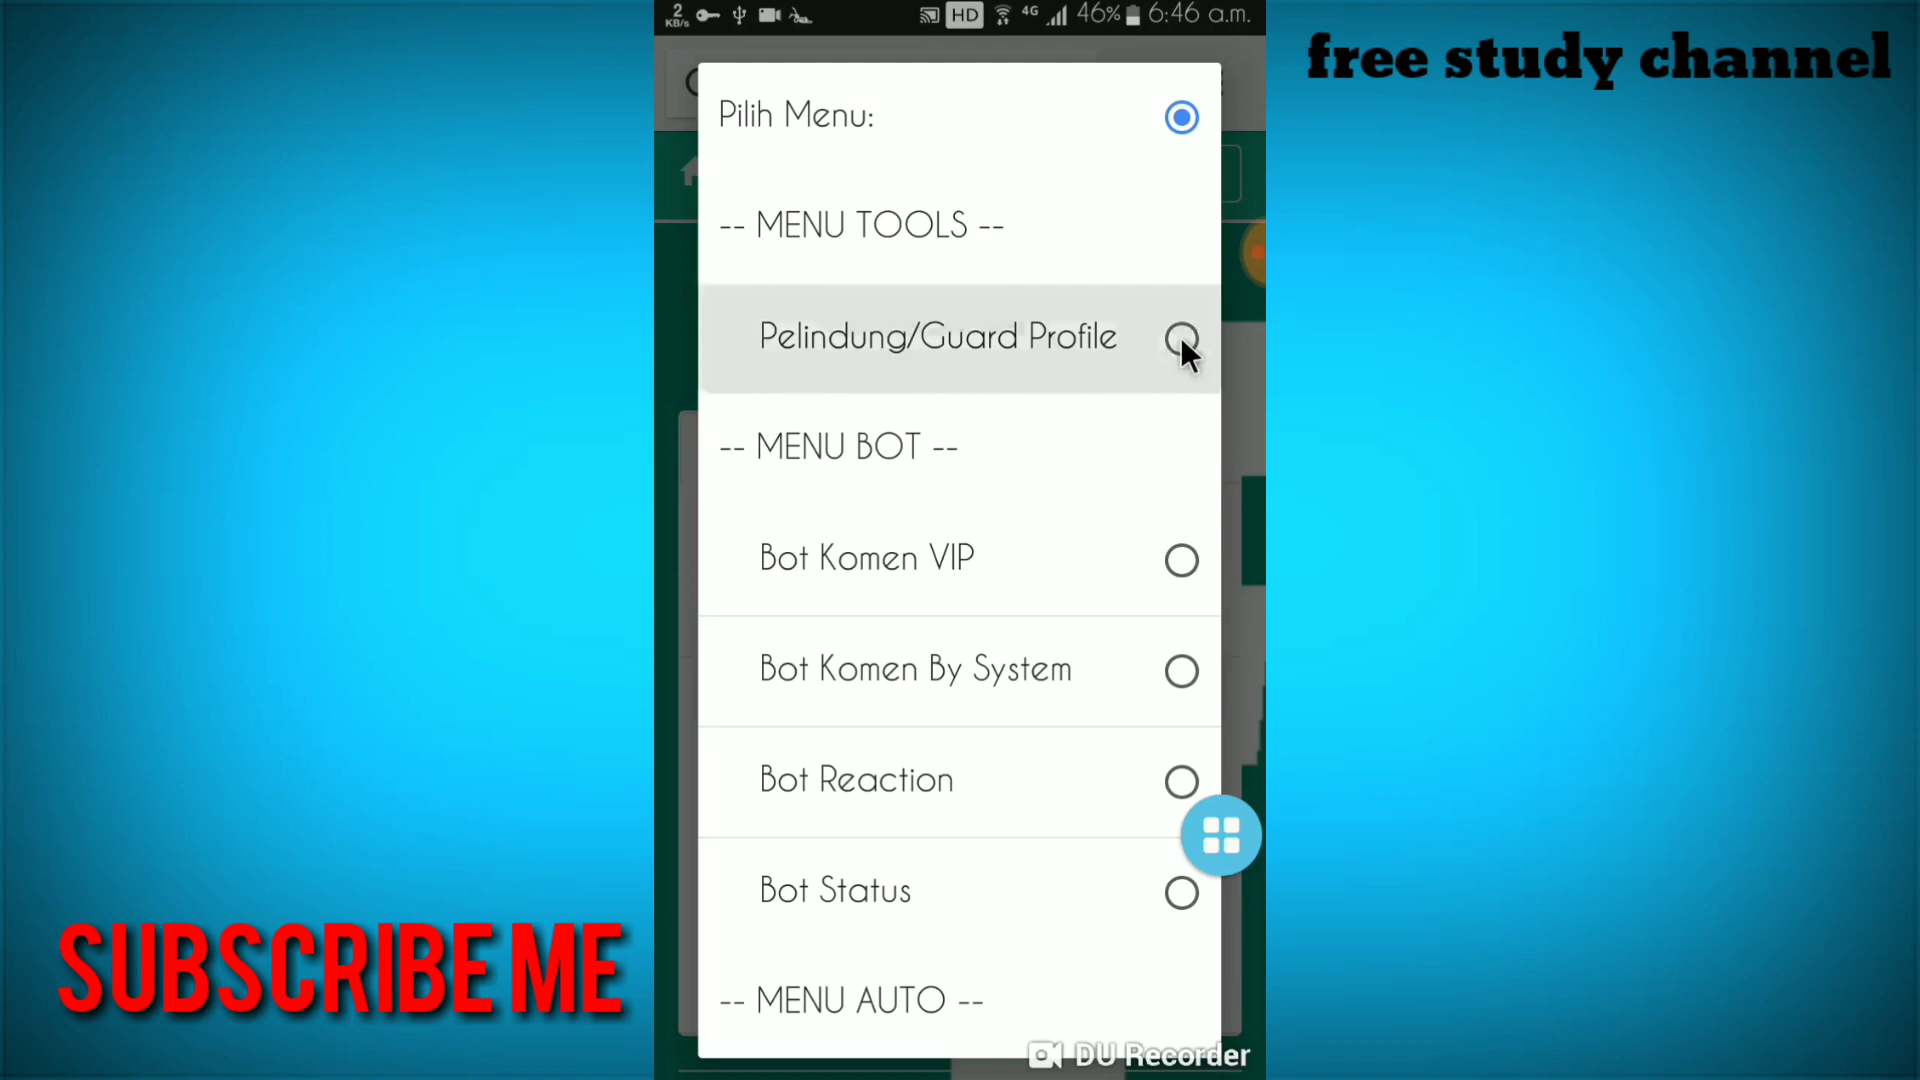 2
KB/s
HD
4G
46%
6:46 a.m.
free study channel
Pilih Menu:
-- MENU TOOLS --
Pelindung/Guard Profile
-- MENU BOT --
Bot Komen VIP
Bot Komen By System
Bot Reaction
Bot Status
-- MENU AUTO --
SUBSCRIBE ME
DU Recorder